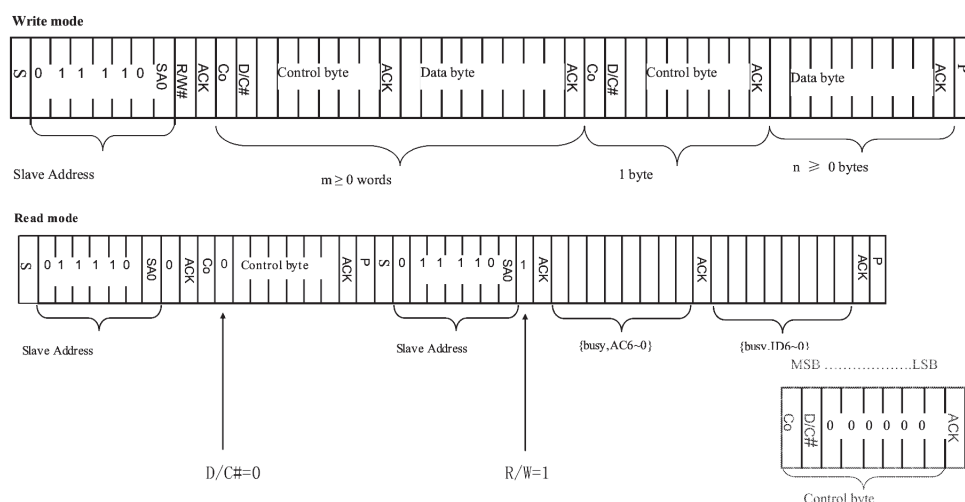 Write mode
S 0 1 1 1 1 0 SA0 R/W# ACK Co D/C# Control byte ACK Data byte ACK Co D/C# Control byte ACK Data byte ACK P
Slave Address
m ≥ 0 words
1 byte
n ≥ 0 bytes
Read mode
S 0 1 1 1 1 0 SA0 0 ACK Co 0 Control byte ACK P S 0 1 1 1 1 0 SA0 1 ACK ACK ACK P
Slave Address
Slave Address
{busy,AC6~0}
{busy,ID6~0}
MSB ......................LSB
Co D/C# 0 0 0 0 0 0 ACK
D/C#=0
R/W=1
Control byte